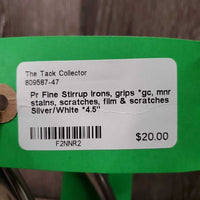 The Tack Collector
809587-47
Pr Fine Stirrup Irons, grips *gc, mnr
stains, scratches, film & scratches
Silver/White *4.5"
F2NNR2
$20.00